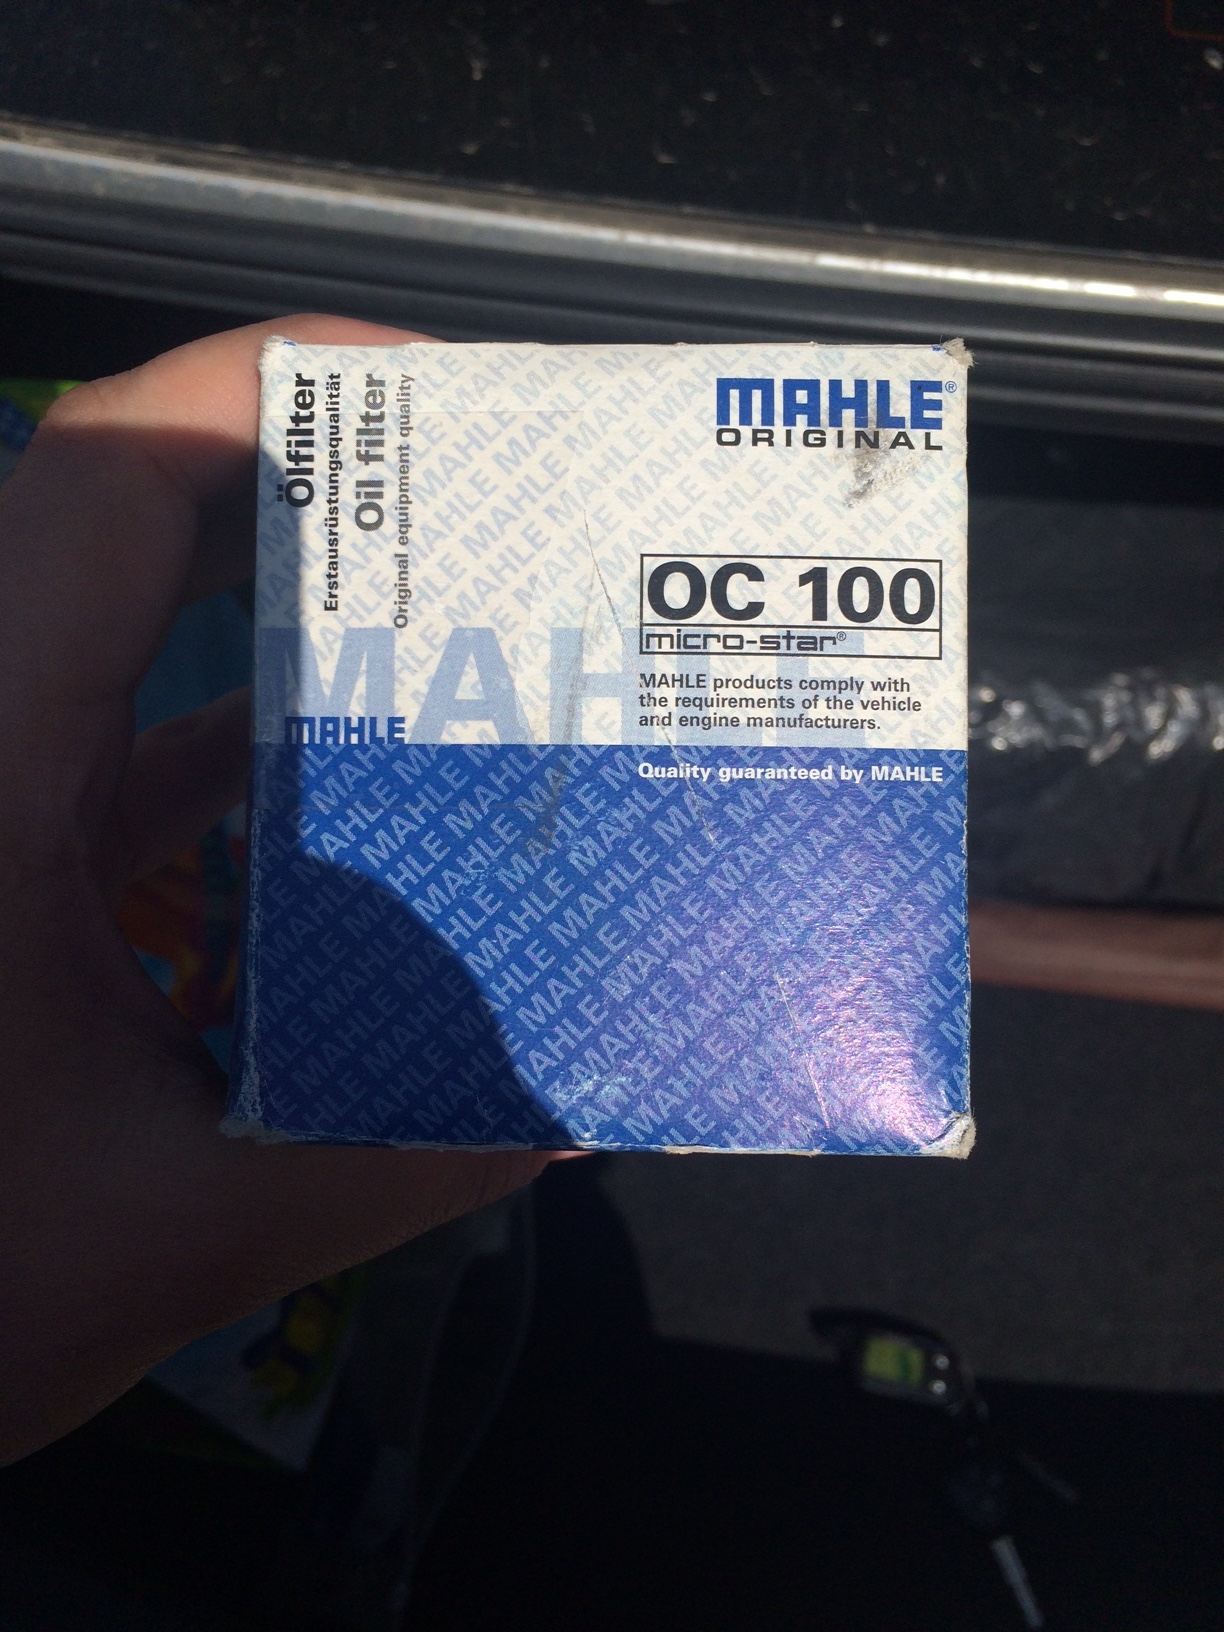 Ölfilter
Erstausrüstungsqualität
Oil filter
Original equipment quality
MAHLE®
ORIGINAL
OC 100
micro-star®
MAHLE products comply with
the requirements of the vehicle
and engine manufacturers.
MAHLE
MAHLE
Quality guaranteed by MAHLE